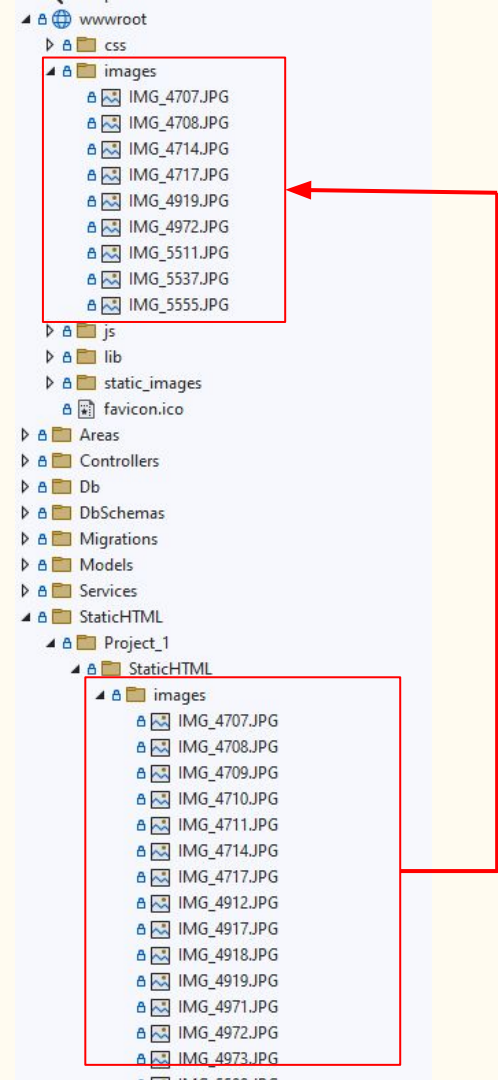 wwwroot
css
images
IMG_4707.JPG
IMG_4708.JPG
IMG_4714.JPG
IMG_4717.JPG
IMG_4919.JPG
IMG_4972.JPG
IMG_5511.JPG
IMG_5537.JPG
IMG_5555.JPG
js
lib
static_images
favicon.ico
Areas
Controllers
Db
DbSchemas
Migrations
Models
Services
StaticHTML
Project_1
StaticHTML
images
IMG_4707.JPG
IMG_4708.JPG
IMG_4709.JPG
IMG_4710.JPG
IMG_4711.JPG
IMG_4714.JPG
IMG_4717.JPG
IMG_4912.JPG
IMG_4917.JPG
IMG_4918.JPG
IMG_4919.JPG
IMG_4971.JPG
IMG_4972.JPG
IMG_4973.JPG